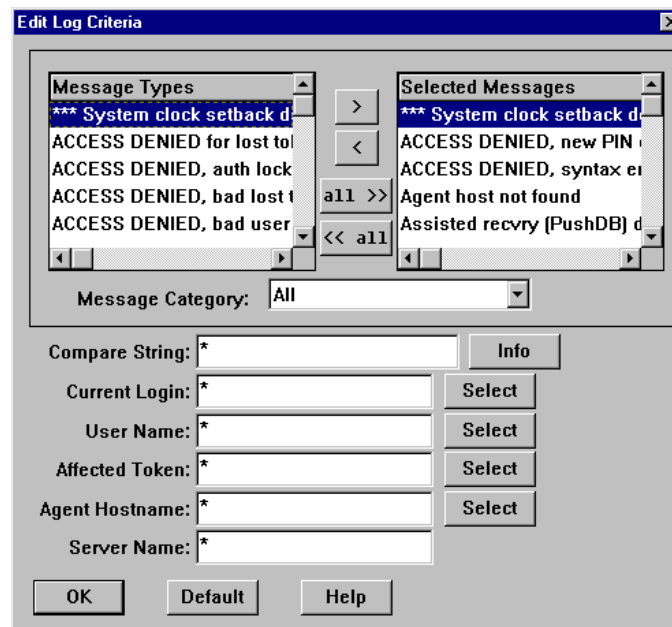 Edit Log Criteria
Message Types
*** System clock setback d
ACCESS DENIED for lost to
ACCESS DENIED, auth lock
ACCESS DENIED, bad lost t
ACCESS DENIED, bad user
>
<
all >>
<< all
Selected Messages
*** System clock setback d
ACCESS DENIED, new PIN
ACCESS DENIED, syntax e
Agent host not found
Assisted recvry (PushDB) d
Message Category: All
Compare String: * Info
Current Login: * Select
User Name: * Select
Affected Token: * Select
Agent Hostname: * Select
Server Name: *
OK Default Help